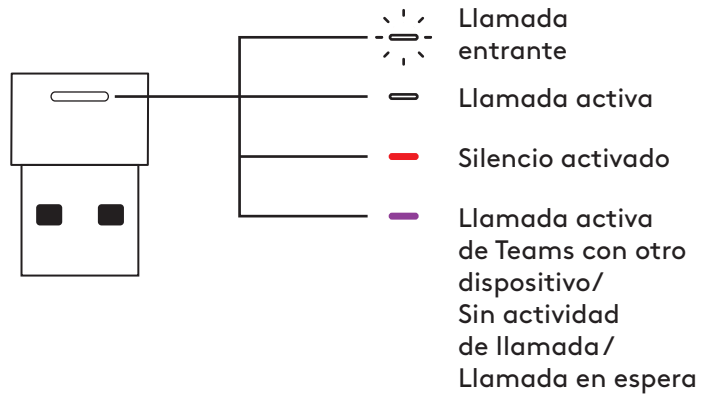 Llamada
entrante
Llamada activa
Silencio activado
Llamada activa
de Teams con otro
dispositivo/
Sin actividad
de llamada/
Llamada en espera